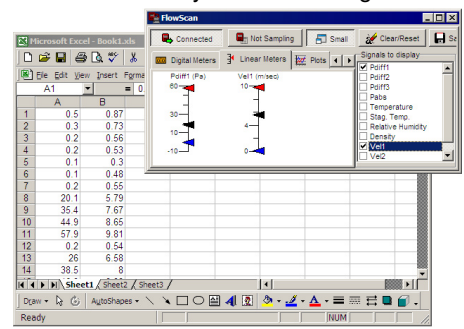 FlowScan
Connected Not Sampling Small Clear/Reset Sa
Digital Meters Linear Meters Plots
Signals to display
Pdiff1
Pdiff2
Pdiff3
Pabs
Temperature
Stag. Temp.
Relative Humidity
Density
Vel1
Vel2
Pdiff1 (Pa) Vel1 (m/sec)
60 10
30 4
10
-10 0
Microsoft Excel - Book1.xls
File Edit View Insert Forma
A1 = 0
A B
1 0.5 0.87
2 0.3 0.73
3 0.2 0.56
4 0.2 0.53
5 0.1 0.3
6 0.1 0.48
7 0.2 0.55
8 20.1 5.79
9 35.4 7.67
10 44.9 8.65
11 57.9 9.81
12 0.2 0.54
13 26 6.58
14 38.5 8
Sheet1 Sheet2 Sheet3
Draw AutoShapes
Ready NUM